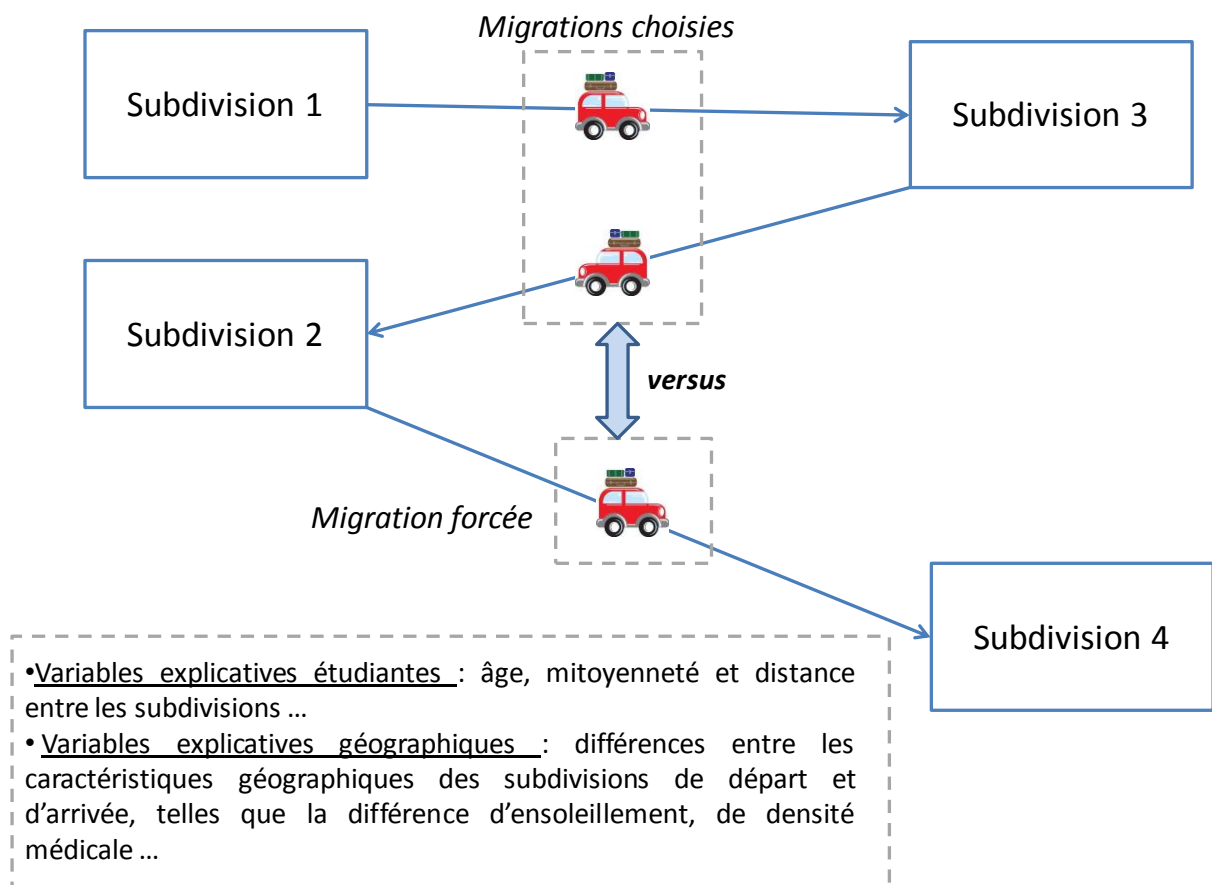 Migrations choisies
Subdivision 1
Subdivision 3
Subdivision 2
versus
Migration forcée
Subdivision 4
•Variables explicatives étudiantes : âge, mitoyenneté et distance
entre les subdivisions ...
• Variables explicatives géographiques : différences entre les
caractéristiques géographiques des subdivisions de départ et
d’arrivée, telles que la différence d’ensoleillement, de densité
médicale ...